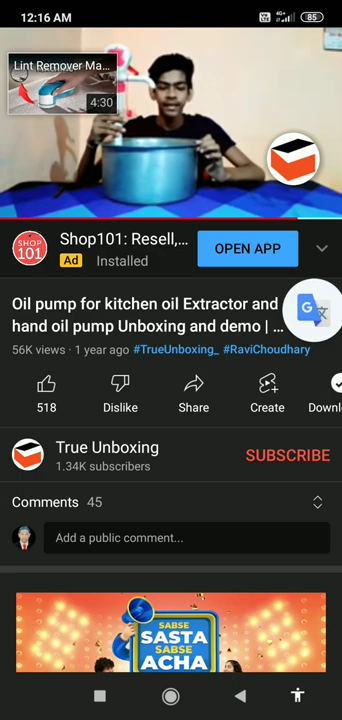 12:16 AM
4G+
85
Lint Remover Ma...
4:30
SHOP
101
Shop101: Resell,...
Ad Installed
OPEN APP
Oil pump for kitchen oil Extractor and
hand oil pump Unboxing and demo | ...
G
56K views · 1 year ago #TrueUnboxing_ #RaviChoudhary
518
Dislike
Share
Create
Downl
True Unboxing
1.34K subscribers
SUBSCRIBE
Comments 45
Add a public comment...
SABSE
SASTA
SABSE
ACHA